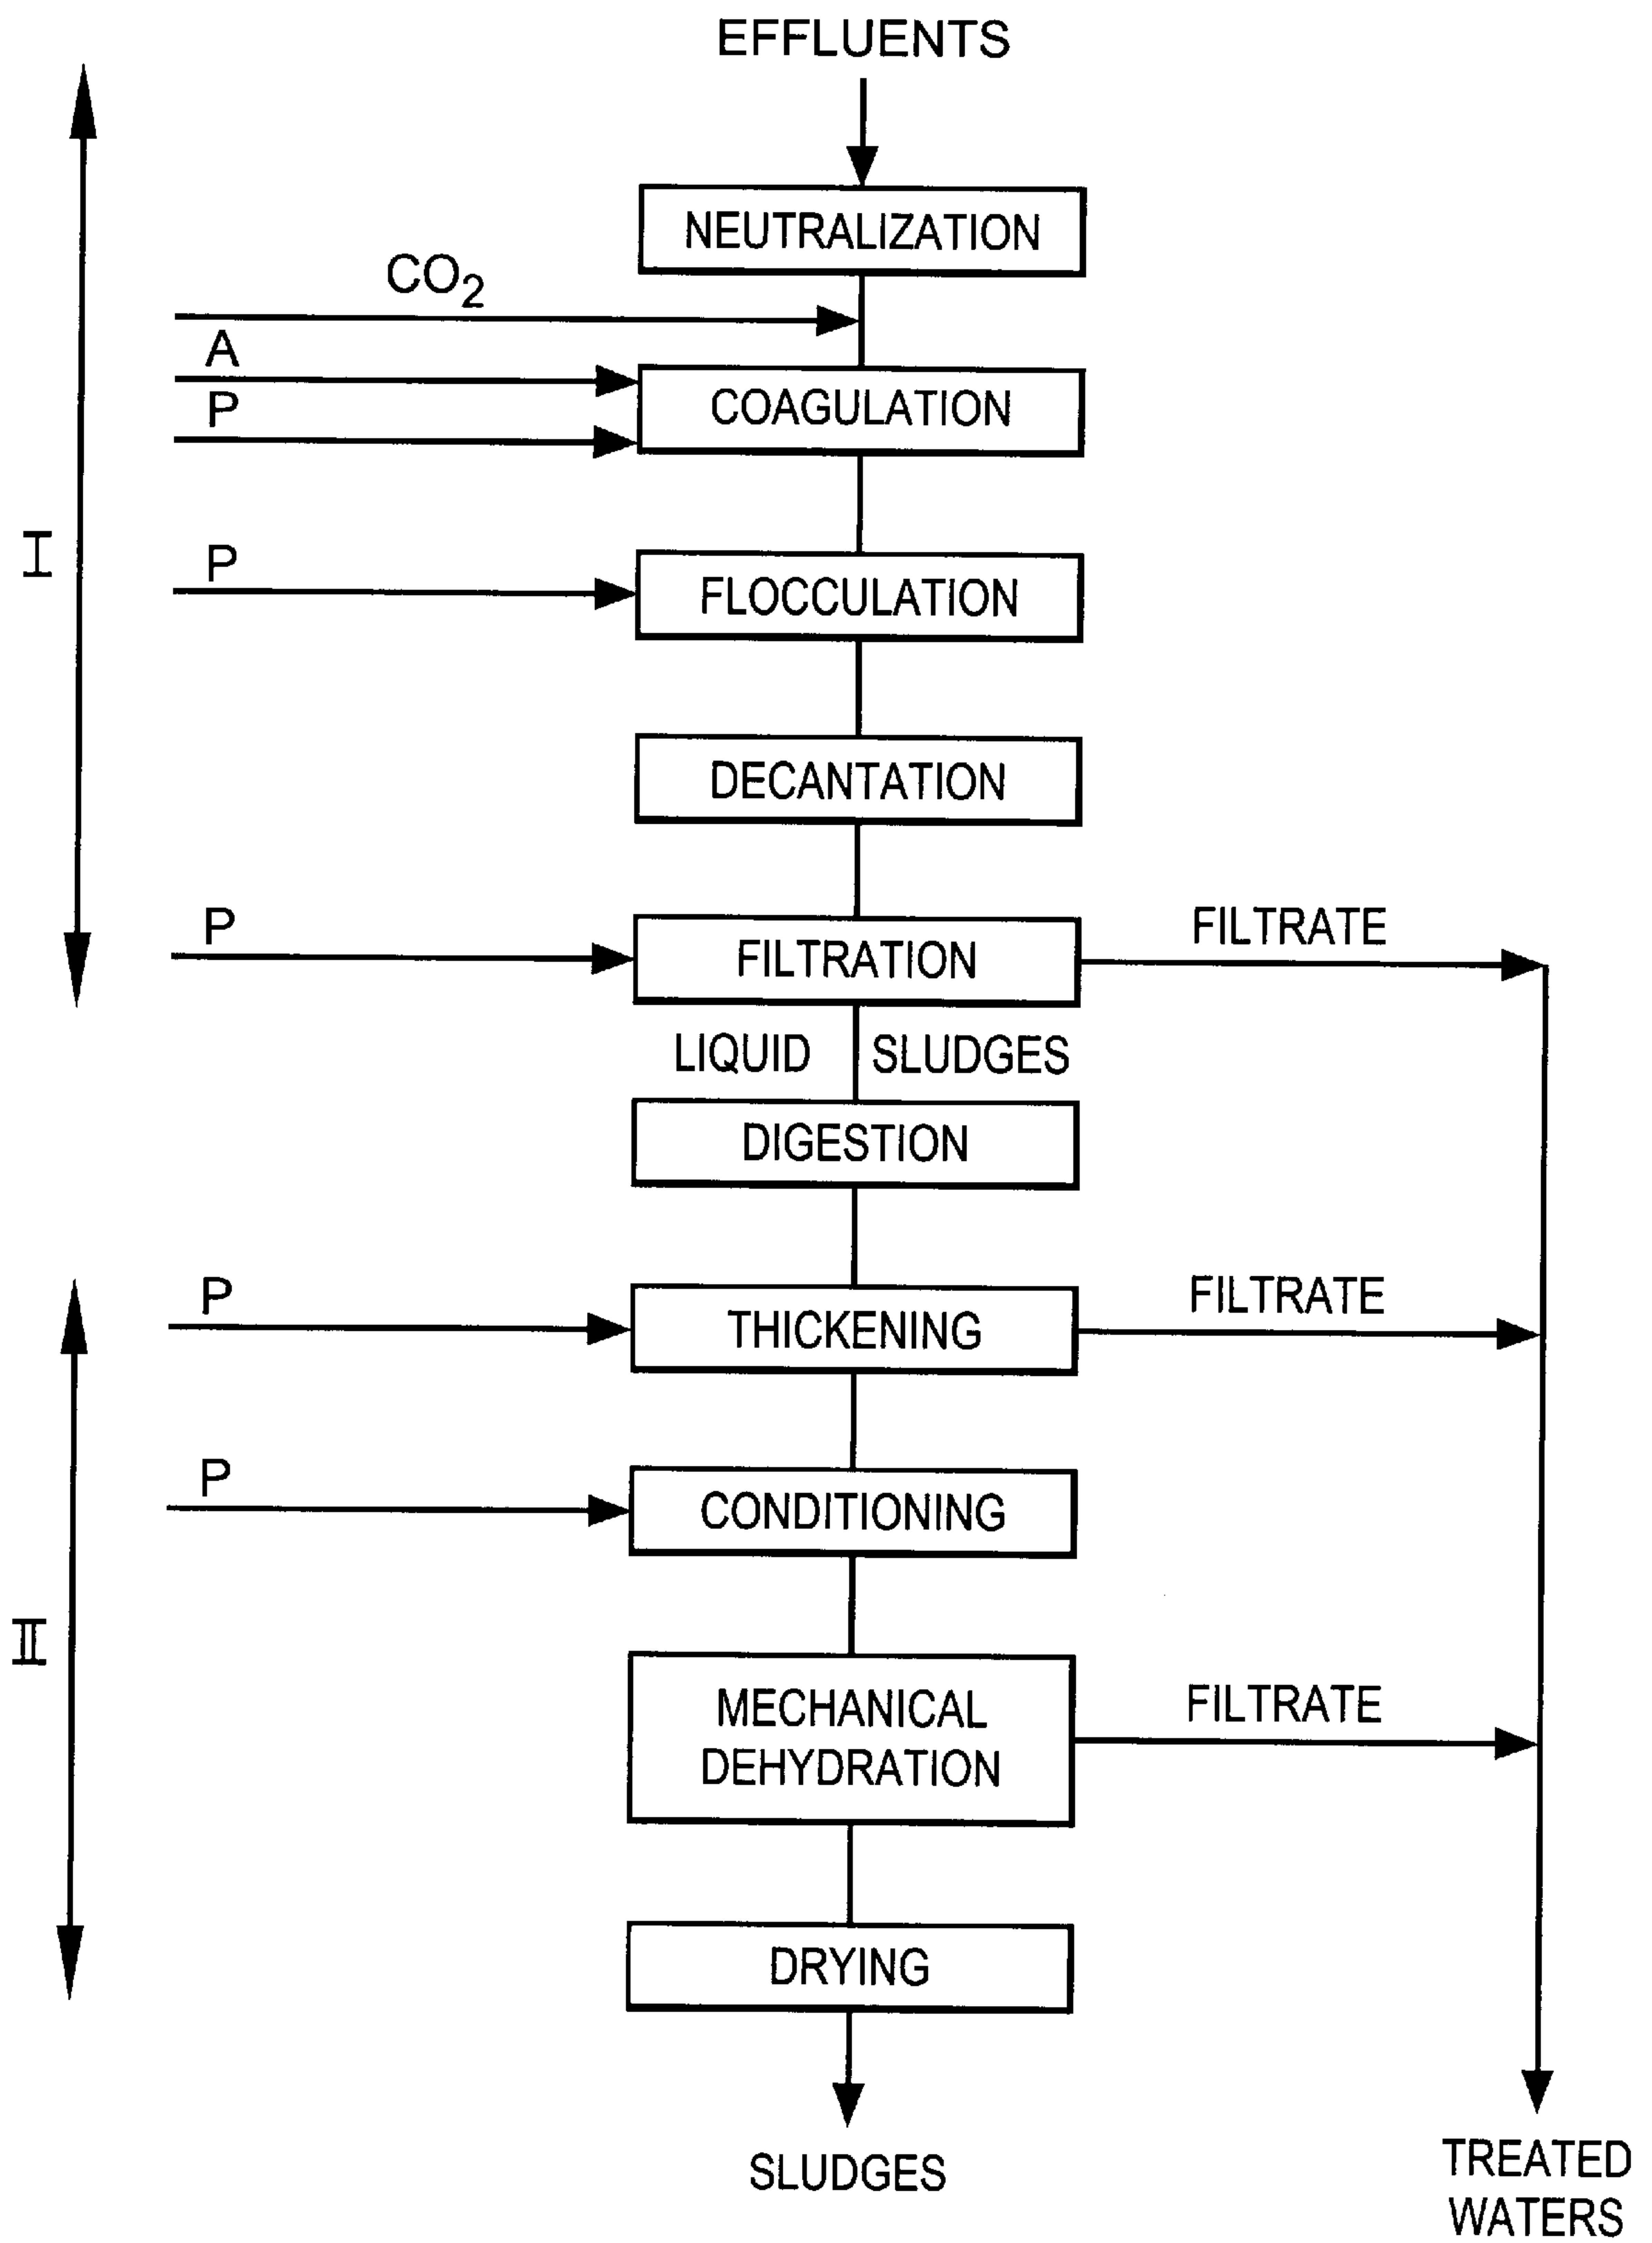 EFFLUENTS
NEUTRALIZATION
CO2
A
COAGULATION
P
I
P
FLOCCULATION
DECANTATION
P
FILTRATION
FILTRATE
LIQUID SLUDGES
DIGESTION
P
THICKENING
FILTRATE
P
CONDITIONING
II
MECHANICAL
DEHYDRATION
FILTRATE
DRYING
SLUDGES
TREATED
WATERS